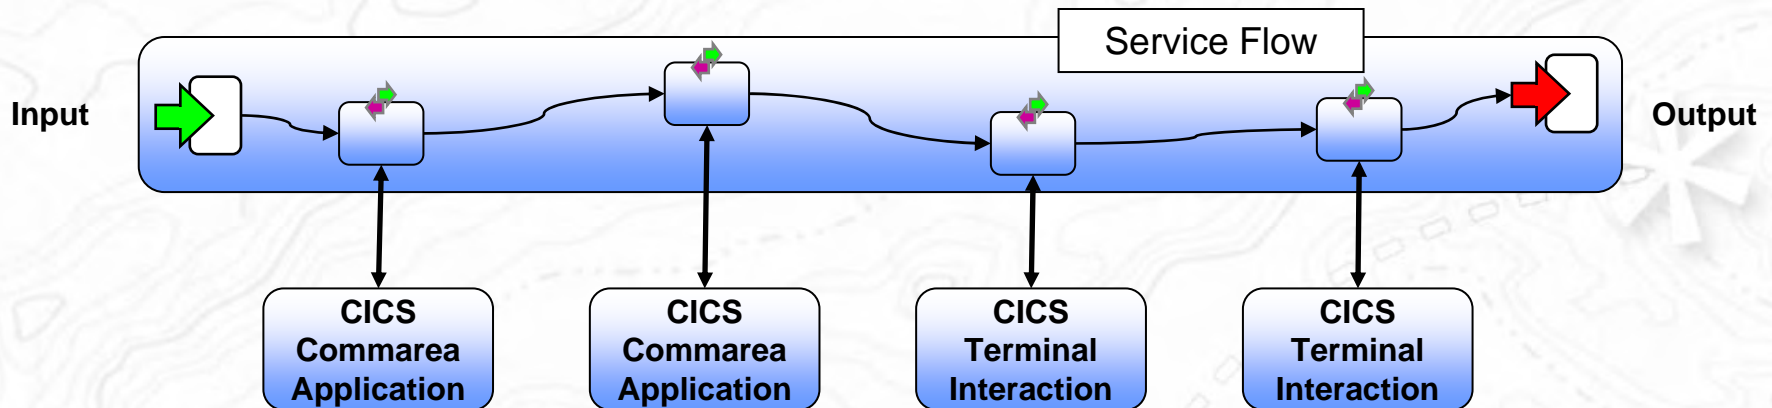 Service Flow
Input
Output
CICS
Commarea
Application
CICS
Commarea
Application
CICS
Terminal
Interaction
CICS
Terminal
Interaction